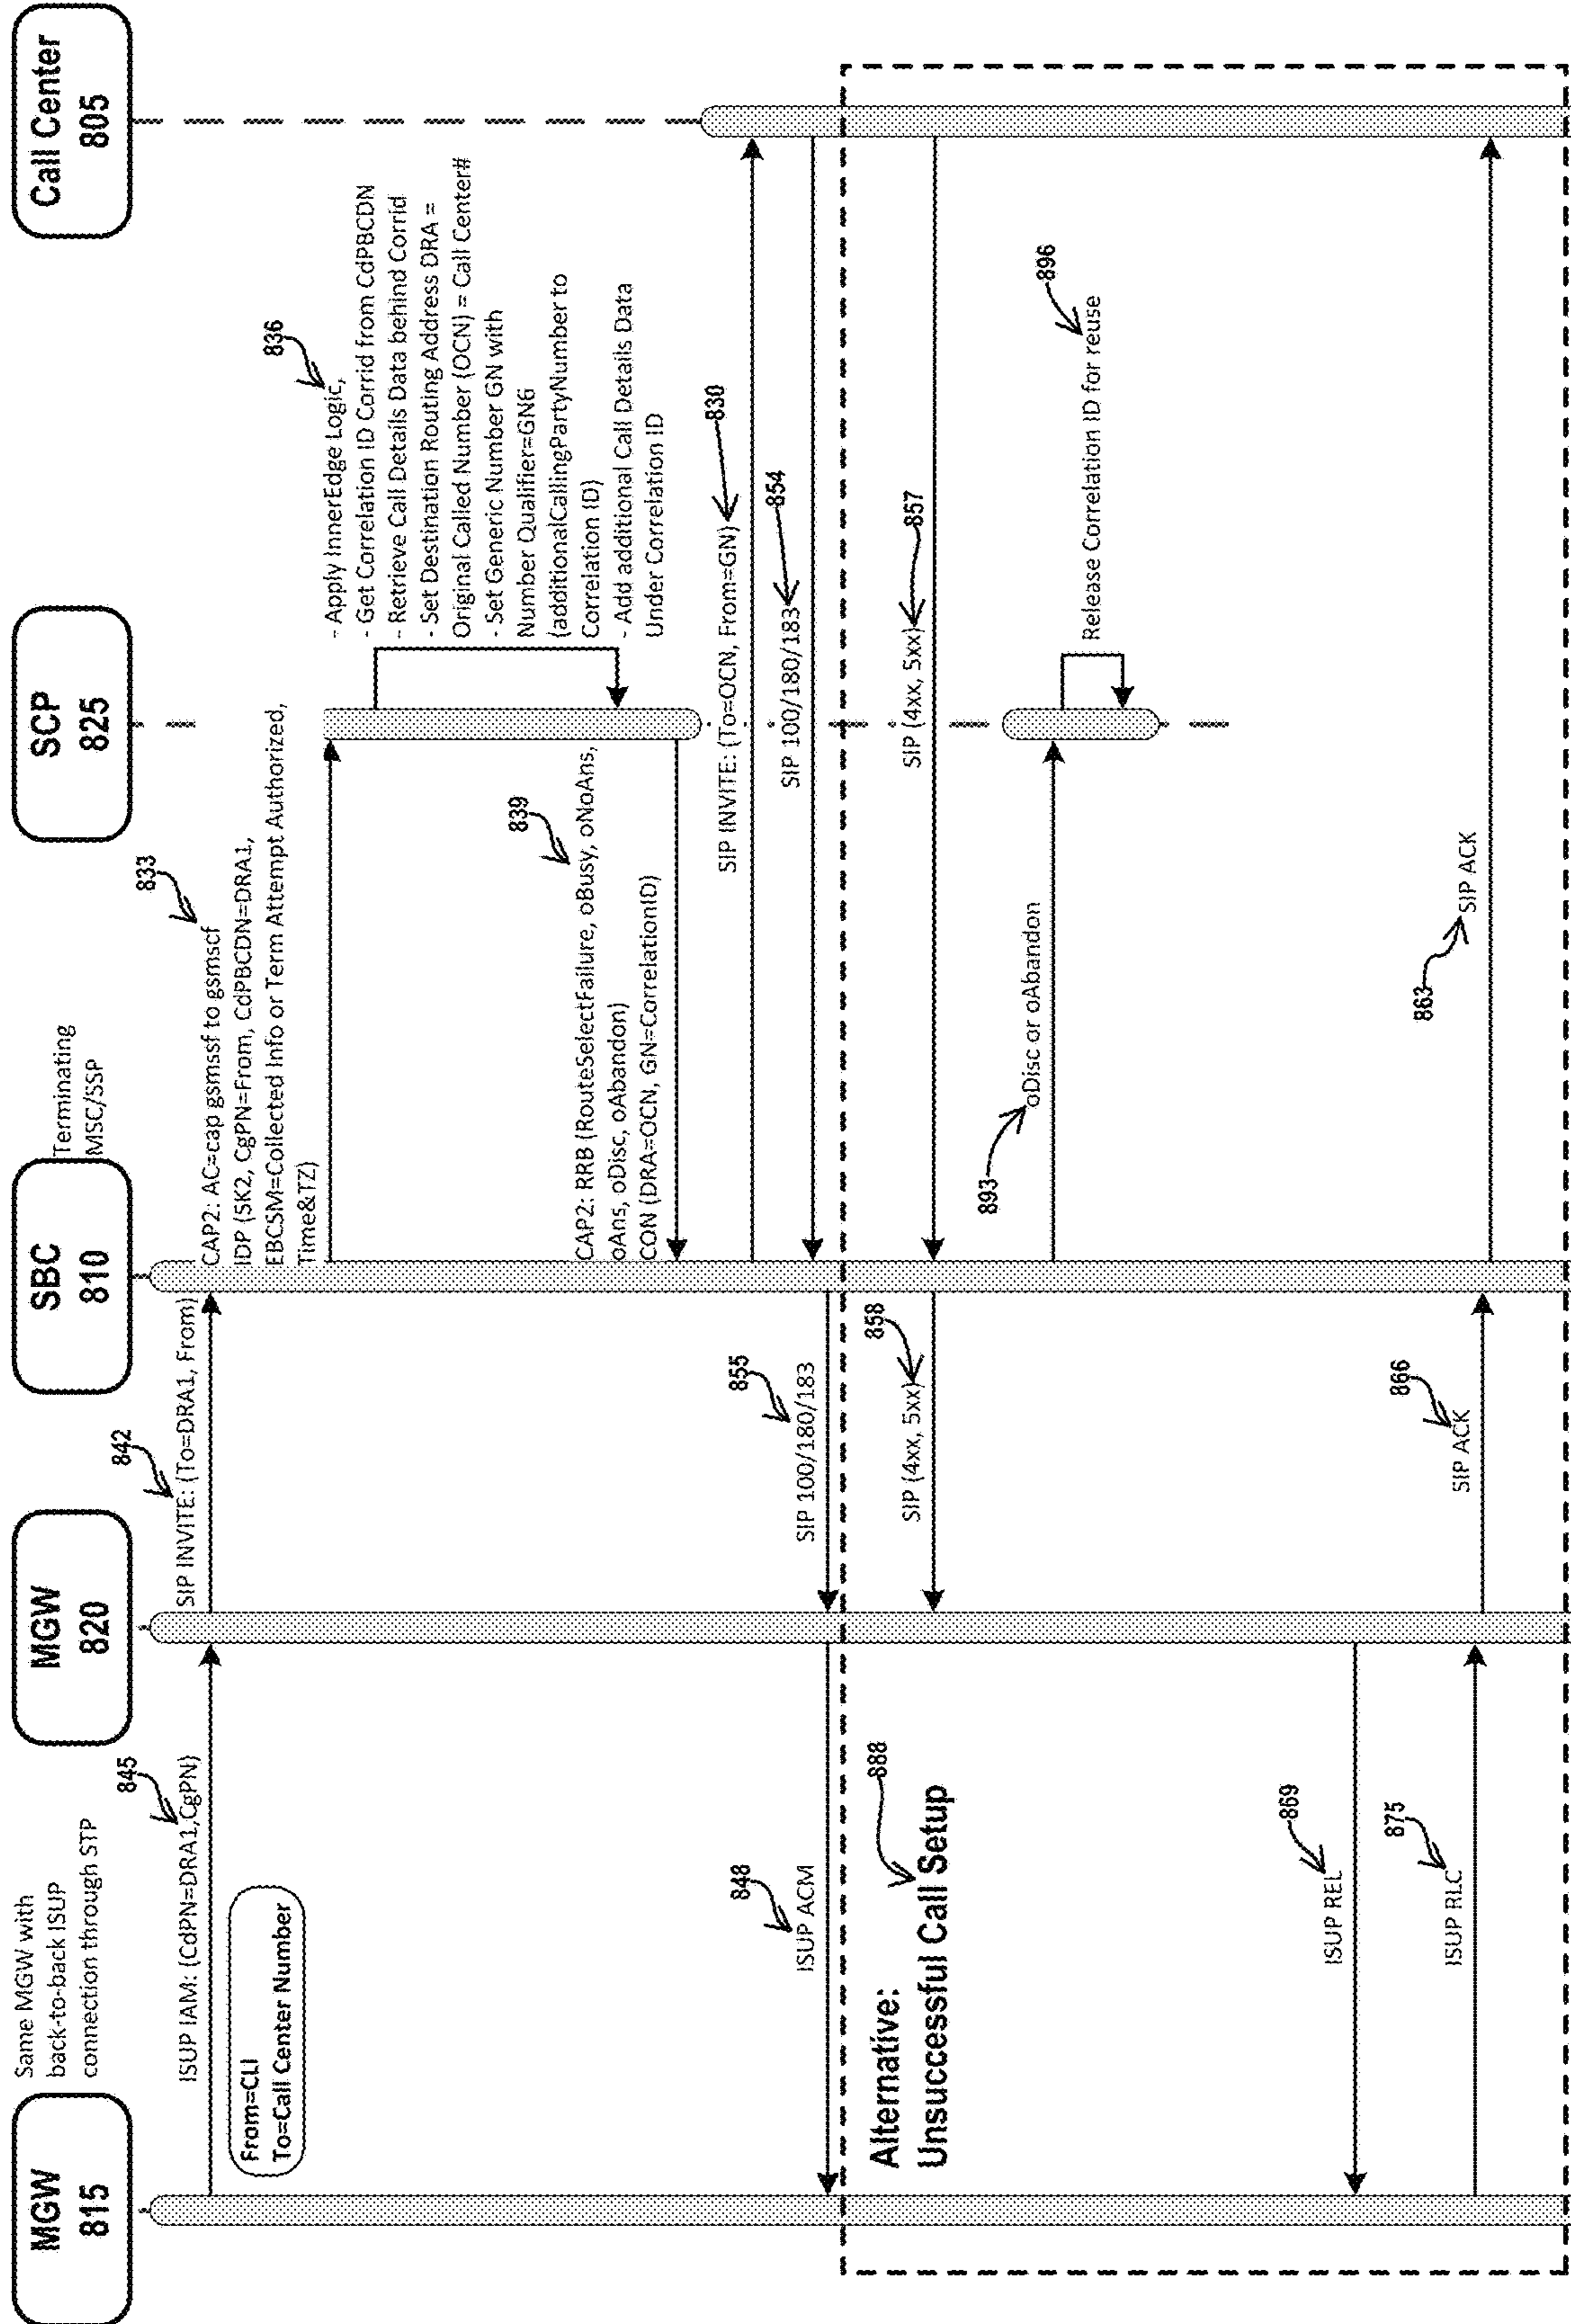 MGW
815
Same MGW with
back-to-back ISUP
connection through STP
MGW
820
SBC
810
Terminating
MSC/SSP
SCP
825
Call Center
805
845
ISUP IAM: (CdPN=DRA1,CgPN)
From=CLI
To=Call Center Number
842
SIP INVITE: (To=DRA1, From)
833
CAP2: AC=cap gsmssf to gsmscf
IDP (SK2, CgPN=From, CdPBCDN=DRA1,
EBCSM=Collected Info or Term Attempt Authorized,
Time&TZ)
836
- Apply InnerEdge Logic,
- Get Correlation ID Corrid from CdPBCDN
- Retrieve Call Details Data behind Corrid
- Set Destination Routing Address DRA =
Original Called Number (OCN) = Call Center#
- Set Generic Number GN with
Number Qualifier=GN6
(additionalCallingPartyNumber to
Correlation ID)
- Add additional Call Details Data
Under Correlation ID
839
CAP2: RRB (RouteSelectFailure, oBusy, oNoAns,
oAns, oDisc, oAbandon)
CON (DRA=OCN, GN=CorrelationID)
830
SIP INVITE: (To=OCN, From=GN)
854
SIP 100/180/183
855
SIP 100/180/183
848
ISUP ACM
888
Alternative:
Unsuccessful Call Setup
857
SIP (4xx, 5xx)
858
SIP (4xx, 5xx)
893
oDisc or oAbandon
896
Release Correlation ID for reuse
869
ISUP REL
875
ISUP RLC
866
SIP ACK
863
SIP ACK